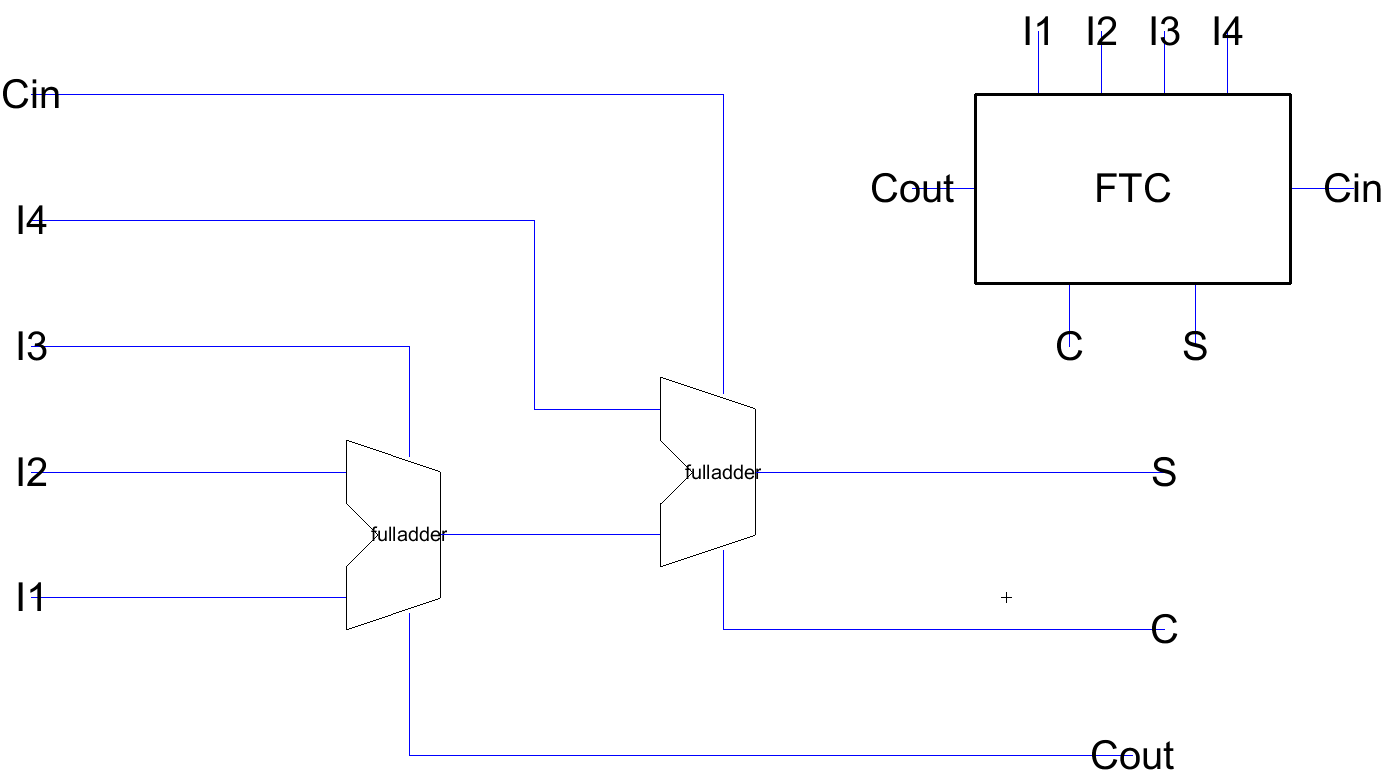 I1 I2 I3 I4
Cin
Cout FTC Cin
I4
I3
C S
I2
fulladder
S
fulladder
I1
C
Cout